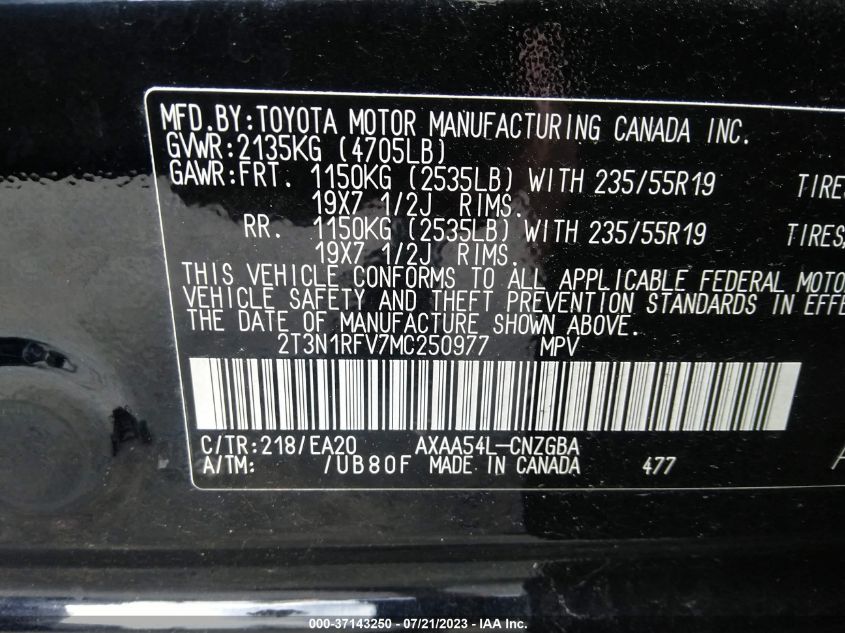 MFD.BY:TOYOTA MOTOR MANUFACTURING CANADA INC.
GVWR:2135KG (4705LB)
GAWR:FRT. 1150KG (2535LB) WITH 235/55R19 TIRES
19X7 1/2J RIMS.
RR. 1150KG (2535LB) WITH 235/55R19 TIRES,
19X7 1/2J RIMS.
THIS VEHICLE CONFORMS TO ALL APPLICABLE FEDERAL MOTO
VEHICLE SAFETY AND THEFT PREVENTION STANDARDS IN EFFE
THE DATE OF MANUFACTURE SHOWN ABOVE.
2T3N1RFV7MC250977 MPV
C/TR:218/EA20 AXAA54L-CNZGBA
A/TM: /UB80F MADE IN CANADA 477
000-37143250 - 07/21/2023 - IAA Inc.